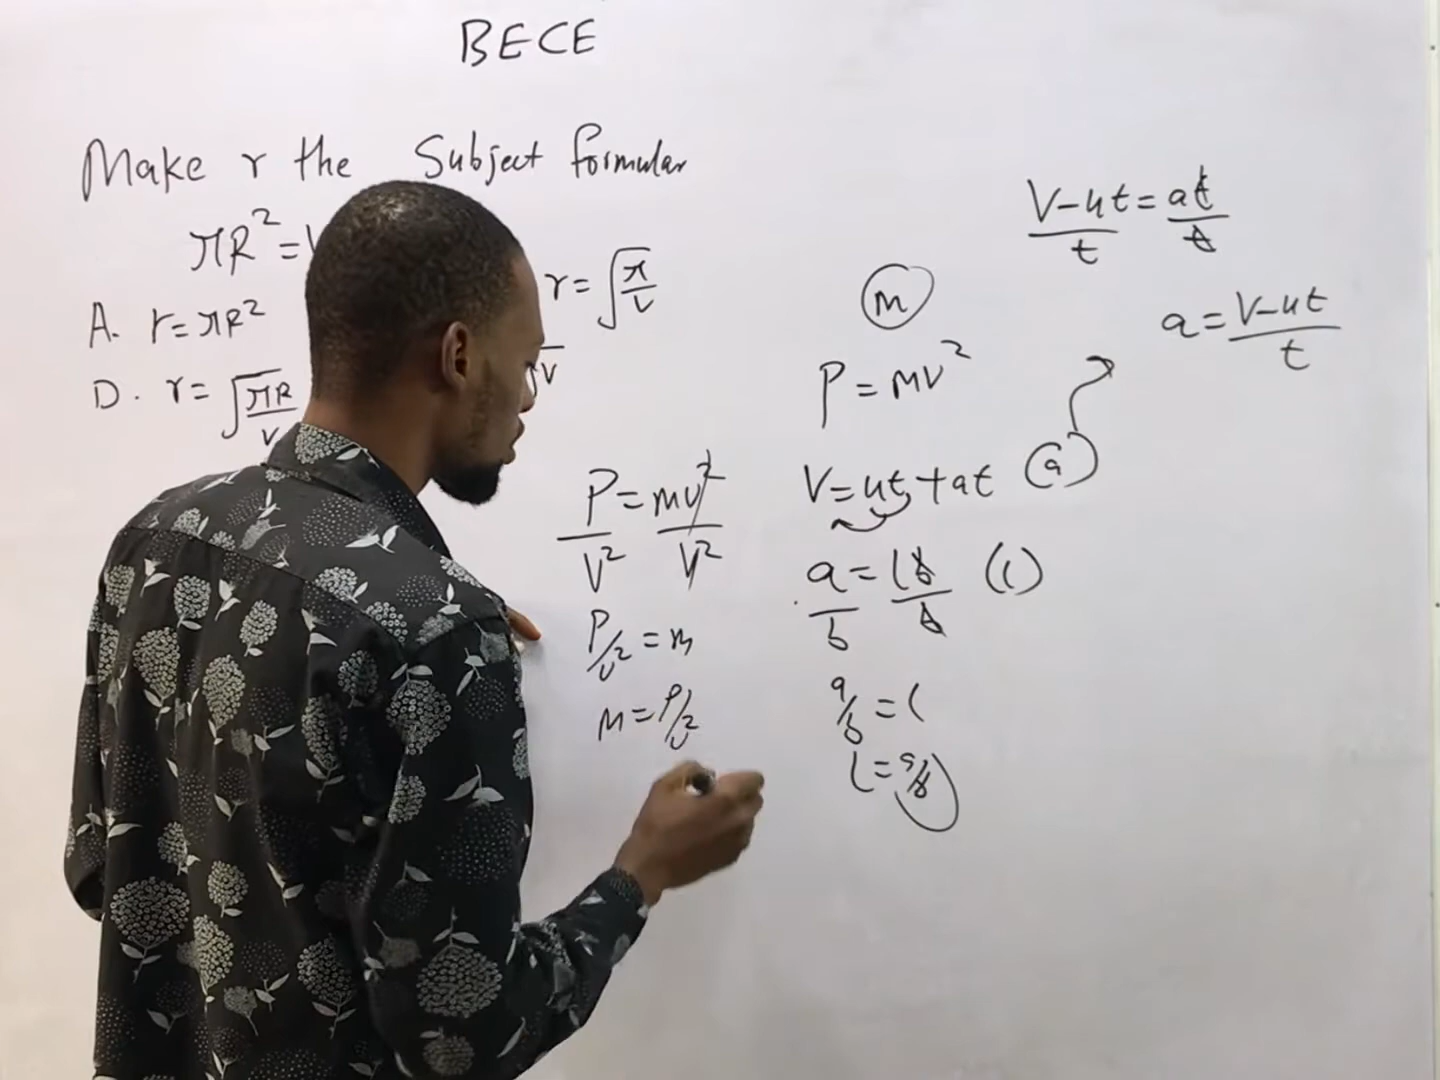 BECE
Make r the Subject formular
πR²=
A. r=πR²
r=√π/v
D. r=√πR/v
√v
P=mv²
v² v²
P/v²=m
m=P/v²
m
P=mv²
V=ut+at (a)
a=lb (l)
b b
a/b=l
l=a/b
V-ut=at
t t
a=V-ut
t